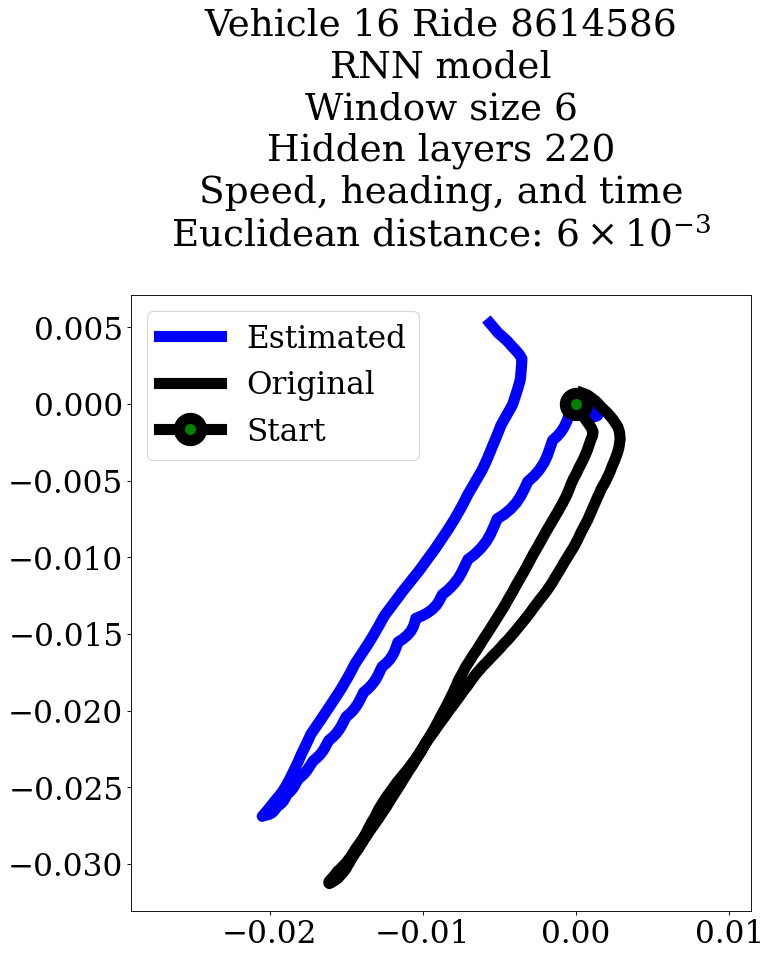 Vehicle 16 Ride 8614586
RNN model
Window size 6
Hidden layers 220
Speed, heading, and time
Euclidean distance: 6 × 10⁻³
Estimated
Original
Start
0.005
0.000
−0.005
−0.010
−0.015
−0.020
−0.025
−0.030
−0.02
−0.01
0.00
0.01